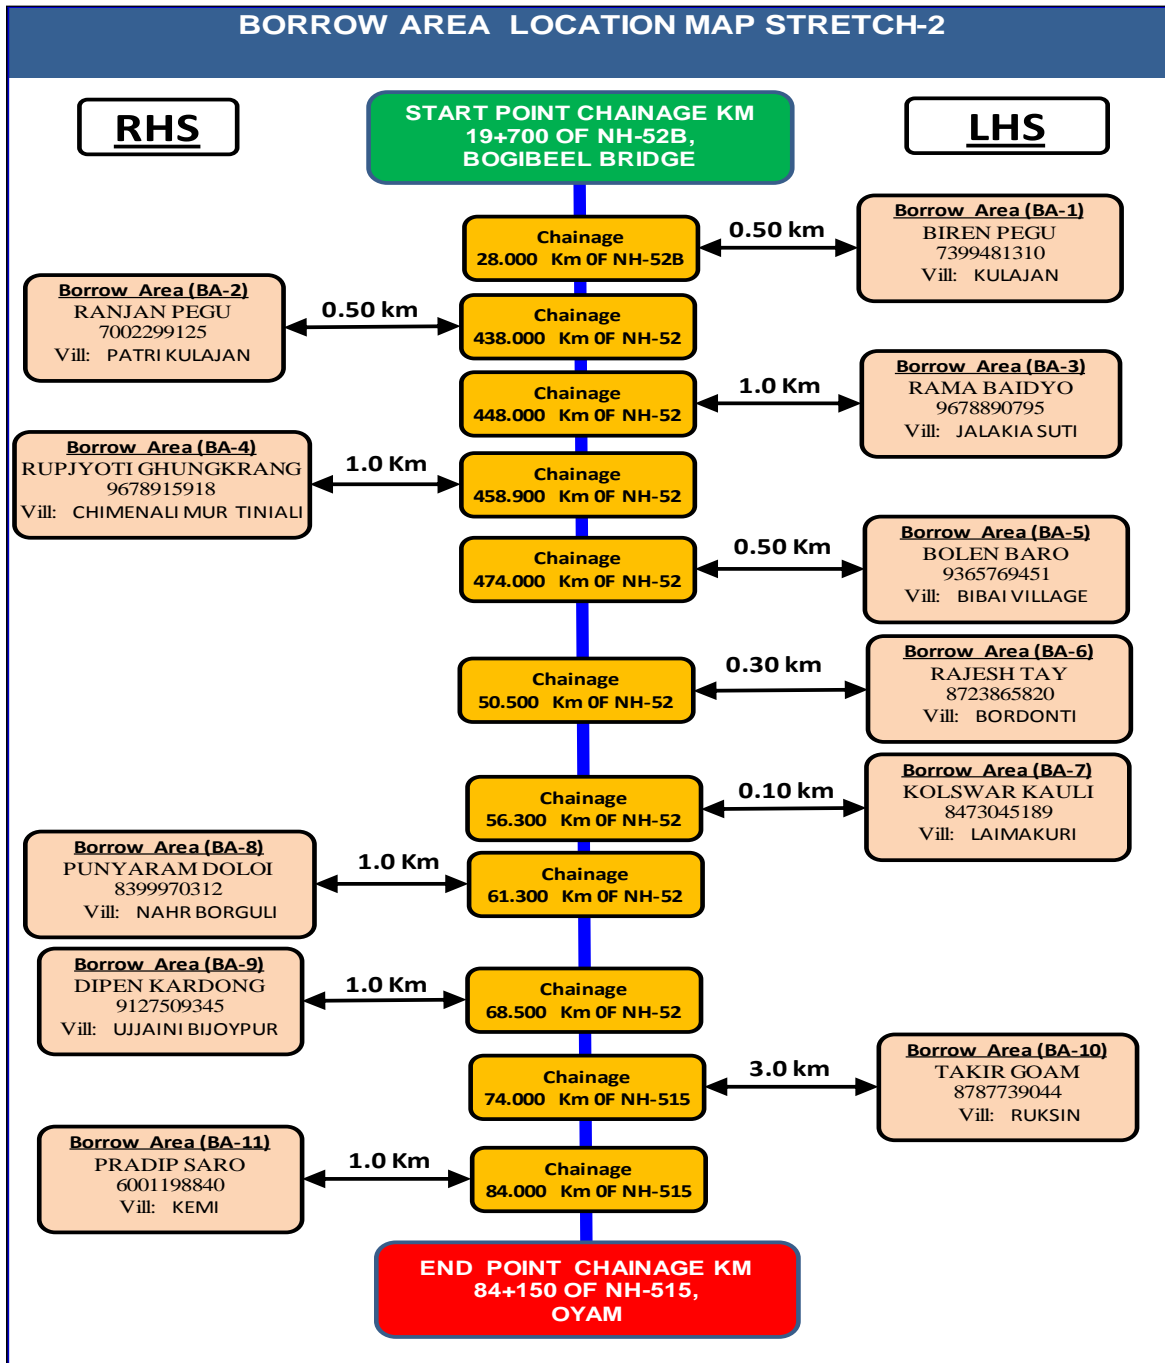 BORROW AREA LOCATION MAP STRETCH-2
RHS
START POINT CHAINAGE KM
19+700 OF NH-52B,
BOGIBEEL BRIDGE
LHS
Chainage
28.000 Km 0F NH-52B
0.50 km
Borrow Area (BA-1)
BIREN PEGU
7399481310
Vill: KULAJAN
Borrow Area (BA-2)
RANJAN PEGU
7002299125
Vill: PATRI KULAJAN
0.50 km
Chainage
438.000 Km 0F NH-52
Chainage
448.000 Km 0F NH-52
1.0 Km
Borrow Area (BA-3)
RAMA BAIDYO
9678890795
Vill: JALAKIA SUTI
Borrow Area (BA-4)
RUPJYOTI GHUNGKRANG
9678915918
Vill: CHIMENALI MUR TINIALI
1.0 Km
Chainage
458.900 Km 0F NH-52
Chainage
474.000 Km 0F NH-52
0.50 Km
Borrow Area (BA-5)
BOLEN BARO
9365769451
Vill: BIBAI VILLAGE
Chainage
50.500 Km 0F NH-52
0.30 km
Borrow Area (BA-6)
RAJESH TAY
8723865820
Vill: BORDONTI
Chainage
56.300 Km 0F NH-52
0.10 km
Borrow Area (BA-7)
KOLSWAR KAULI
8473045189
Vill: LAIMAKURI
Borrow Area (BA-8)
PUNYARAM DOLOI
8399970312
Vill: NAHR BORGULI
1.0 Km
Chainage
61.300 Km 0F NH-52
Borrow Area (BA-9)
DIPEN KARDONG
9127509345
Vill: UJJAINI BIJOYPUR
1.0 Km
Chainage
68.500 Km 0F NH-52
Chainage
74.000 Km 0F NH-515
3.0 km
Borrow Area (BA-10)
TAKIR GOAM
8787739044
Vill: RUKSIN
Borrow Area (BA-11)
PRADIP SARO
6001198840
Vill: KEMI
1.0 Km
Chainage
84.000 Km 0F NH-515
END POINT CHAINAGE KM
84+150 OF NH-515,
OYAM